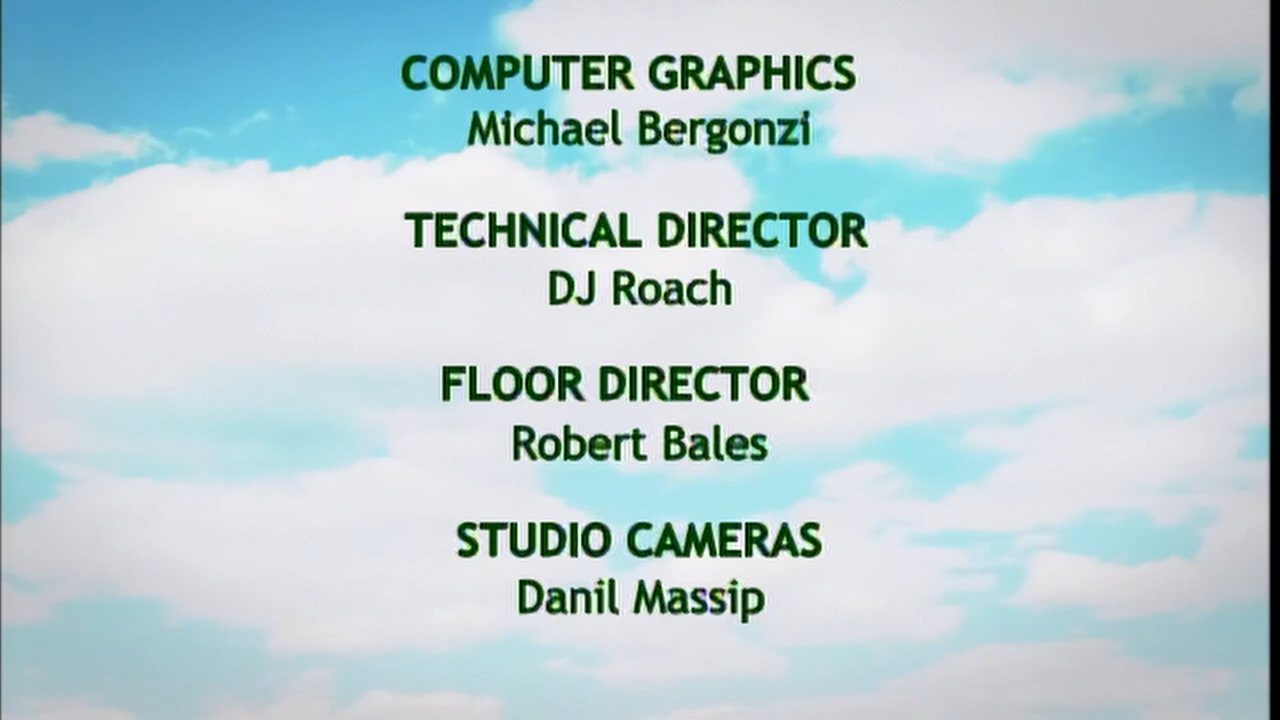 COMPUTER GRAPHICS
Michael Bergonzi
TECHNICAL DIRECTOR
DJ Roach
FLOOR DIRECTOR
Robert Bales
STUDIO CAMERAS
Danil Massip